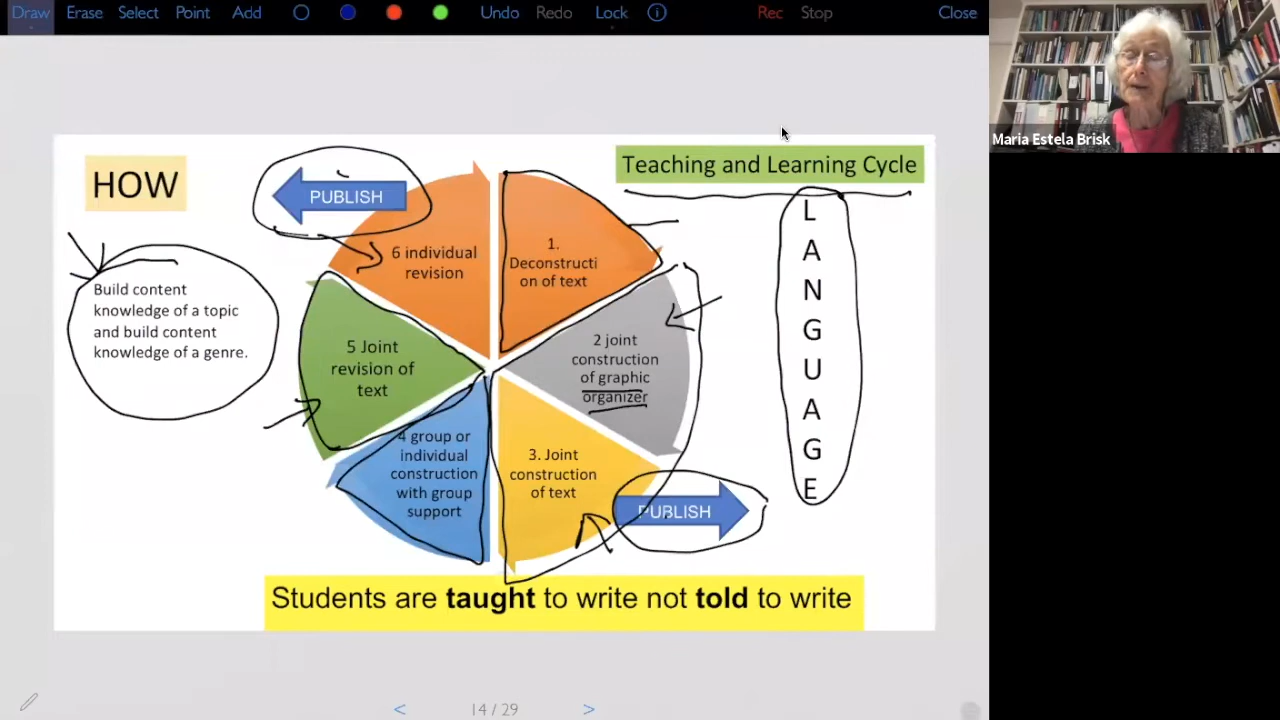 Draw Erase Select Point Add Undo Redo Lock Rec Stop Close
Maria Estela Brisk
HOW
PUBLISH
Teaching and Learning Cycle
L
A
N
G
U
A
G
E
Build content
knowledge of a topic
and build content
knowledge of a genre.
6 individual
revision
1.
Deconstructi
on of text
2 joint
construction
of graphic
organizer
5 Joint
revision of
text
4 group or
individual
construction
with group
support
3. Joint
construction
of text
PUBLISH
Students are taught to write not told to write
< 14 / 29 >